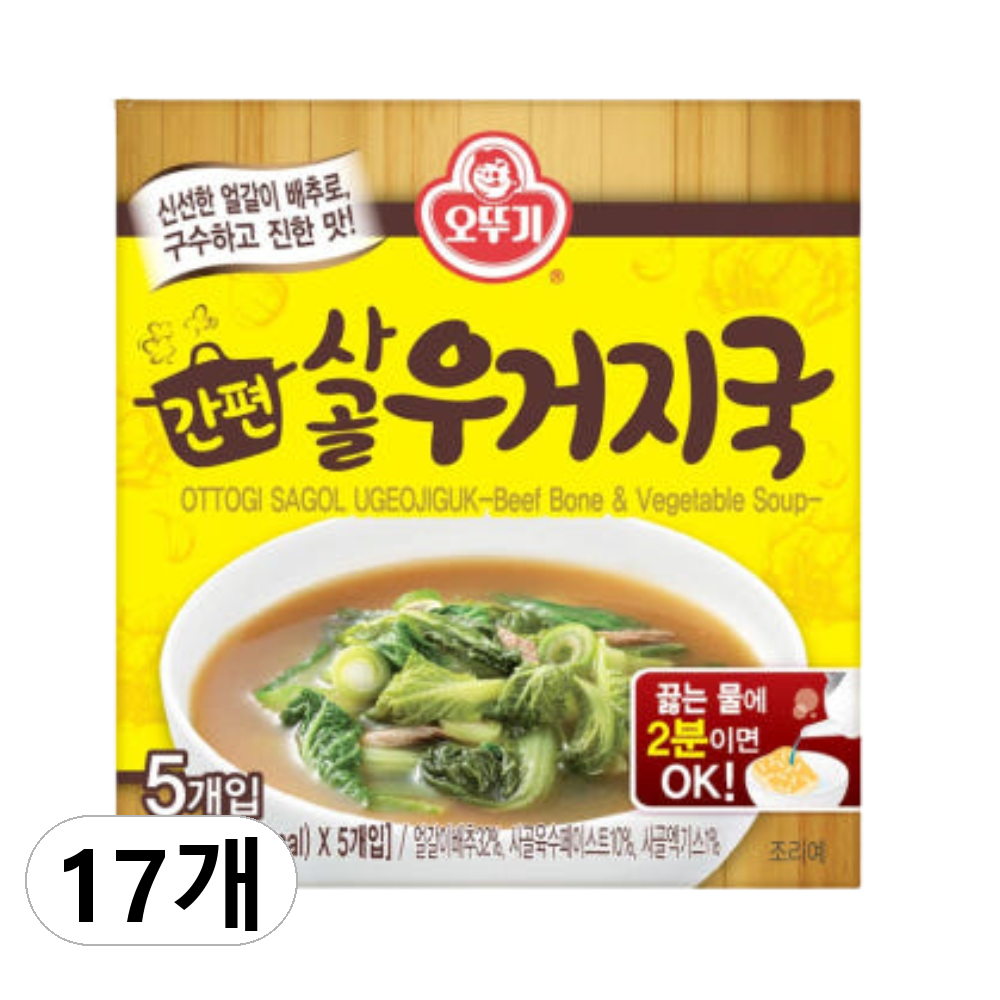 신선한 얼갈이 배추로,
구수하고 진한 맛!
오뚜기
®
간편 사골 우거지국
OTTOGI SAGOL UGEOJIGUK-Beef Bone & Vegetable Soup-
끓는 물에
2분이면
OK!
5개입
X 5개입] / 얼갈이배추32%, 사골육수페이스트10%, 사골엑기스1%
조리예
17개